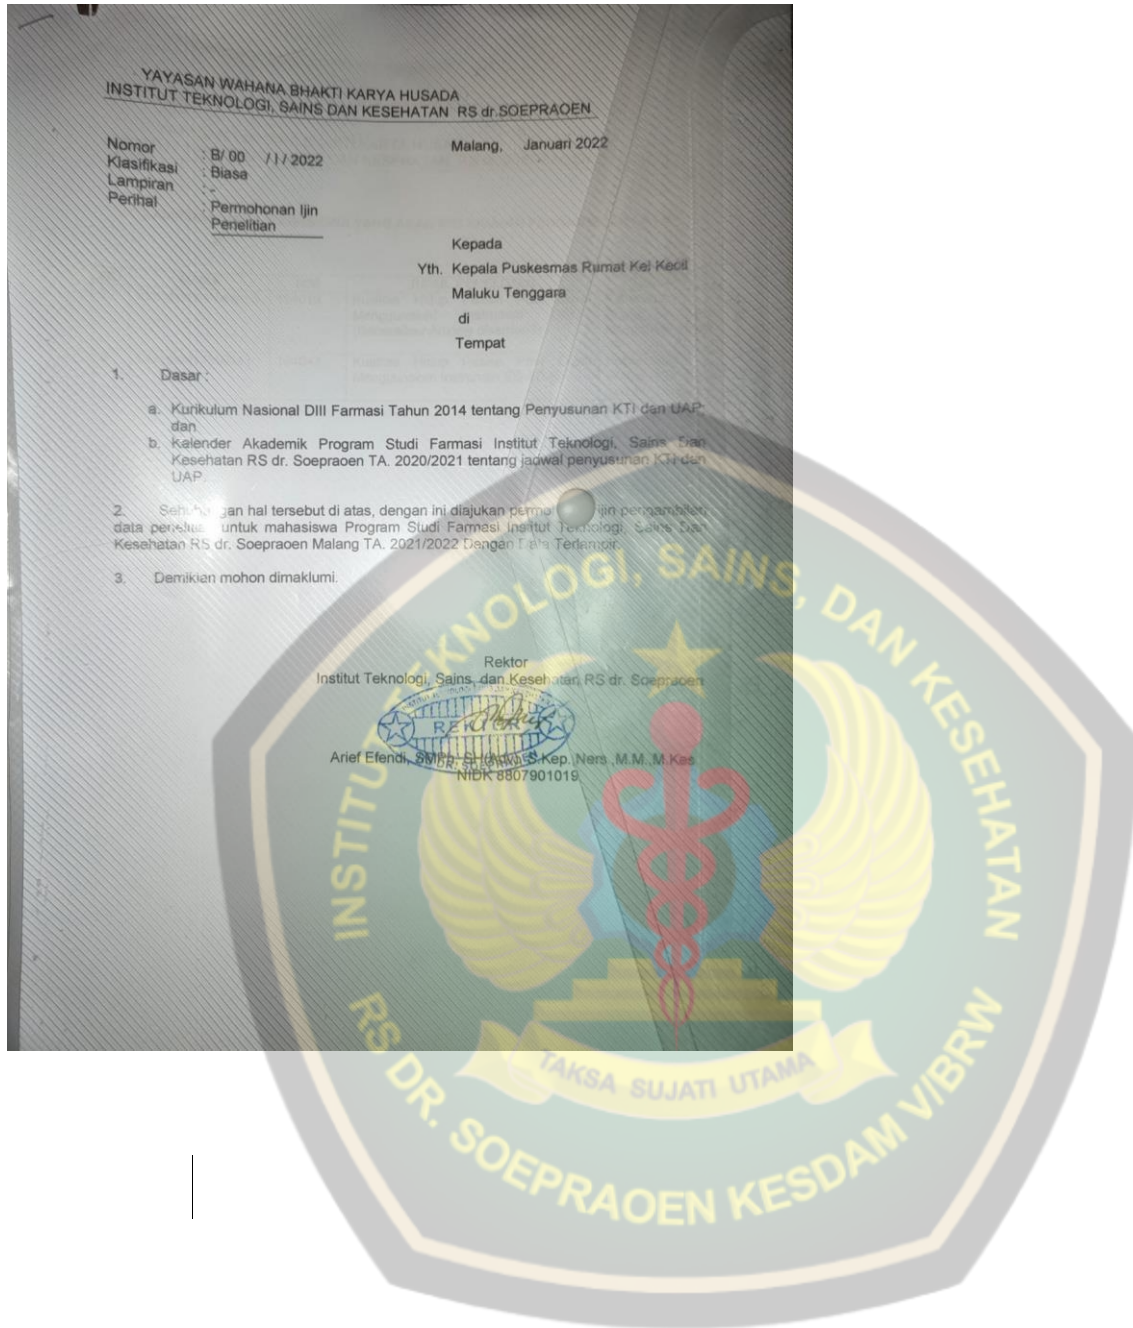 YAYASAN WAHANA BHAKTI KARYA HUSADA
INSTITUT TEKNOLOGI, SAINS DAN KESEHATAN RS dr.SOEPRAOEN
Nomor : B/ 00 / I / 2022
Malang, Januari 2022
Klasifikasi : Biasa
Lampiran : -
Perihal : Permohonan Ijin
Penelitian
Kepada
Yth. Kepala Puskesmas Rumat Kei Kecil
Maluku Tenggara
di
Tempat
1. Dasar :
a. Kurikulum Nasional DIII Farmasi Tahun 2014 tentang Penyusunan KTI dan UAP;
dan
b. Kalender Akademik Program Studi Farmasi Institut Teknologi, Sains Dan
Kesehatan RS dr. Soepraoen TA. 2020/2021 tentang jadwal penyusunan KTI dan
UAP.
2. gan hal tersebut di atas, dengan ini diajukan ijin pengambilan
data untuk mahasiswa Program Studi Farmasi Institut Teknologi, Sains Dan
Kesehatan RS dr. Soepraoen Malang TA. 2021/2022 Dengan Data Terlampir.
3. Demikian mohon dimaklumi.
Rektor
Institut Teknologi, Sains, dan Kesehatan RS dr. Soepraoen
REKTOR
Arief Efendi, SMPh, SH(Adv), S.Kep.,Ners ,M.M.,M.Kes
DR. SOEPRAOEN
NIDK 8807901019
INSTITUT TEKNOLOGI, SAINS, DAN KESEHATAN
TAKSA SUJATI UTAMA
RS DR. SOEPRAOEN KESDAM V/BRW